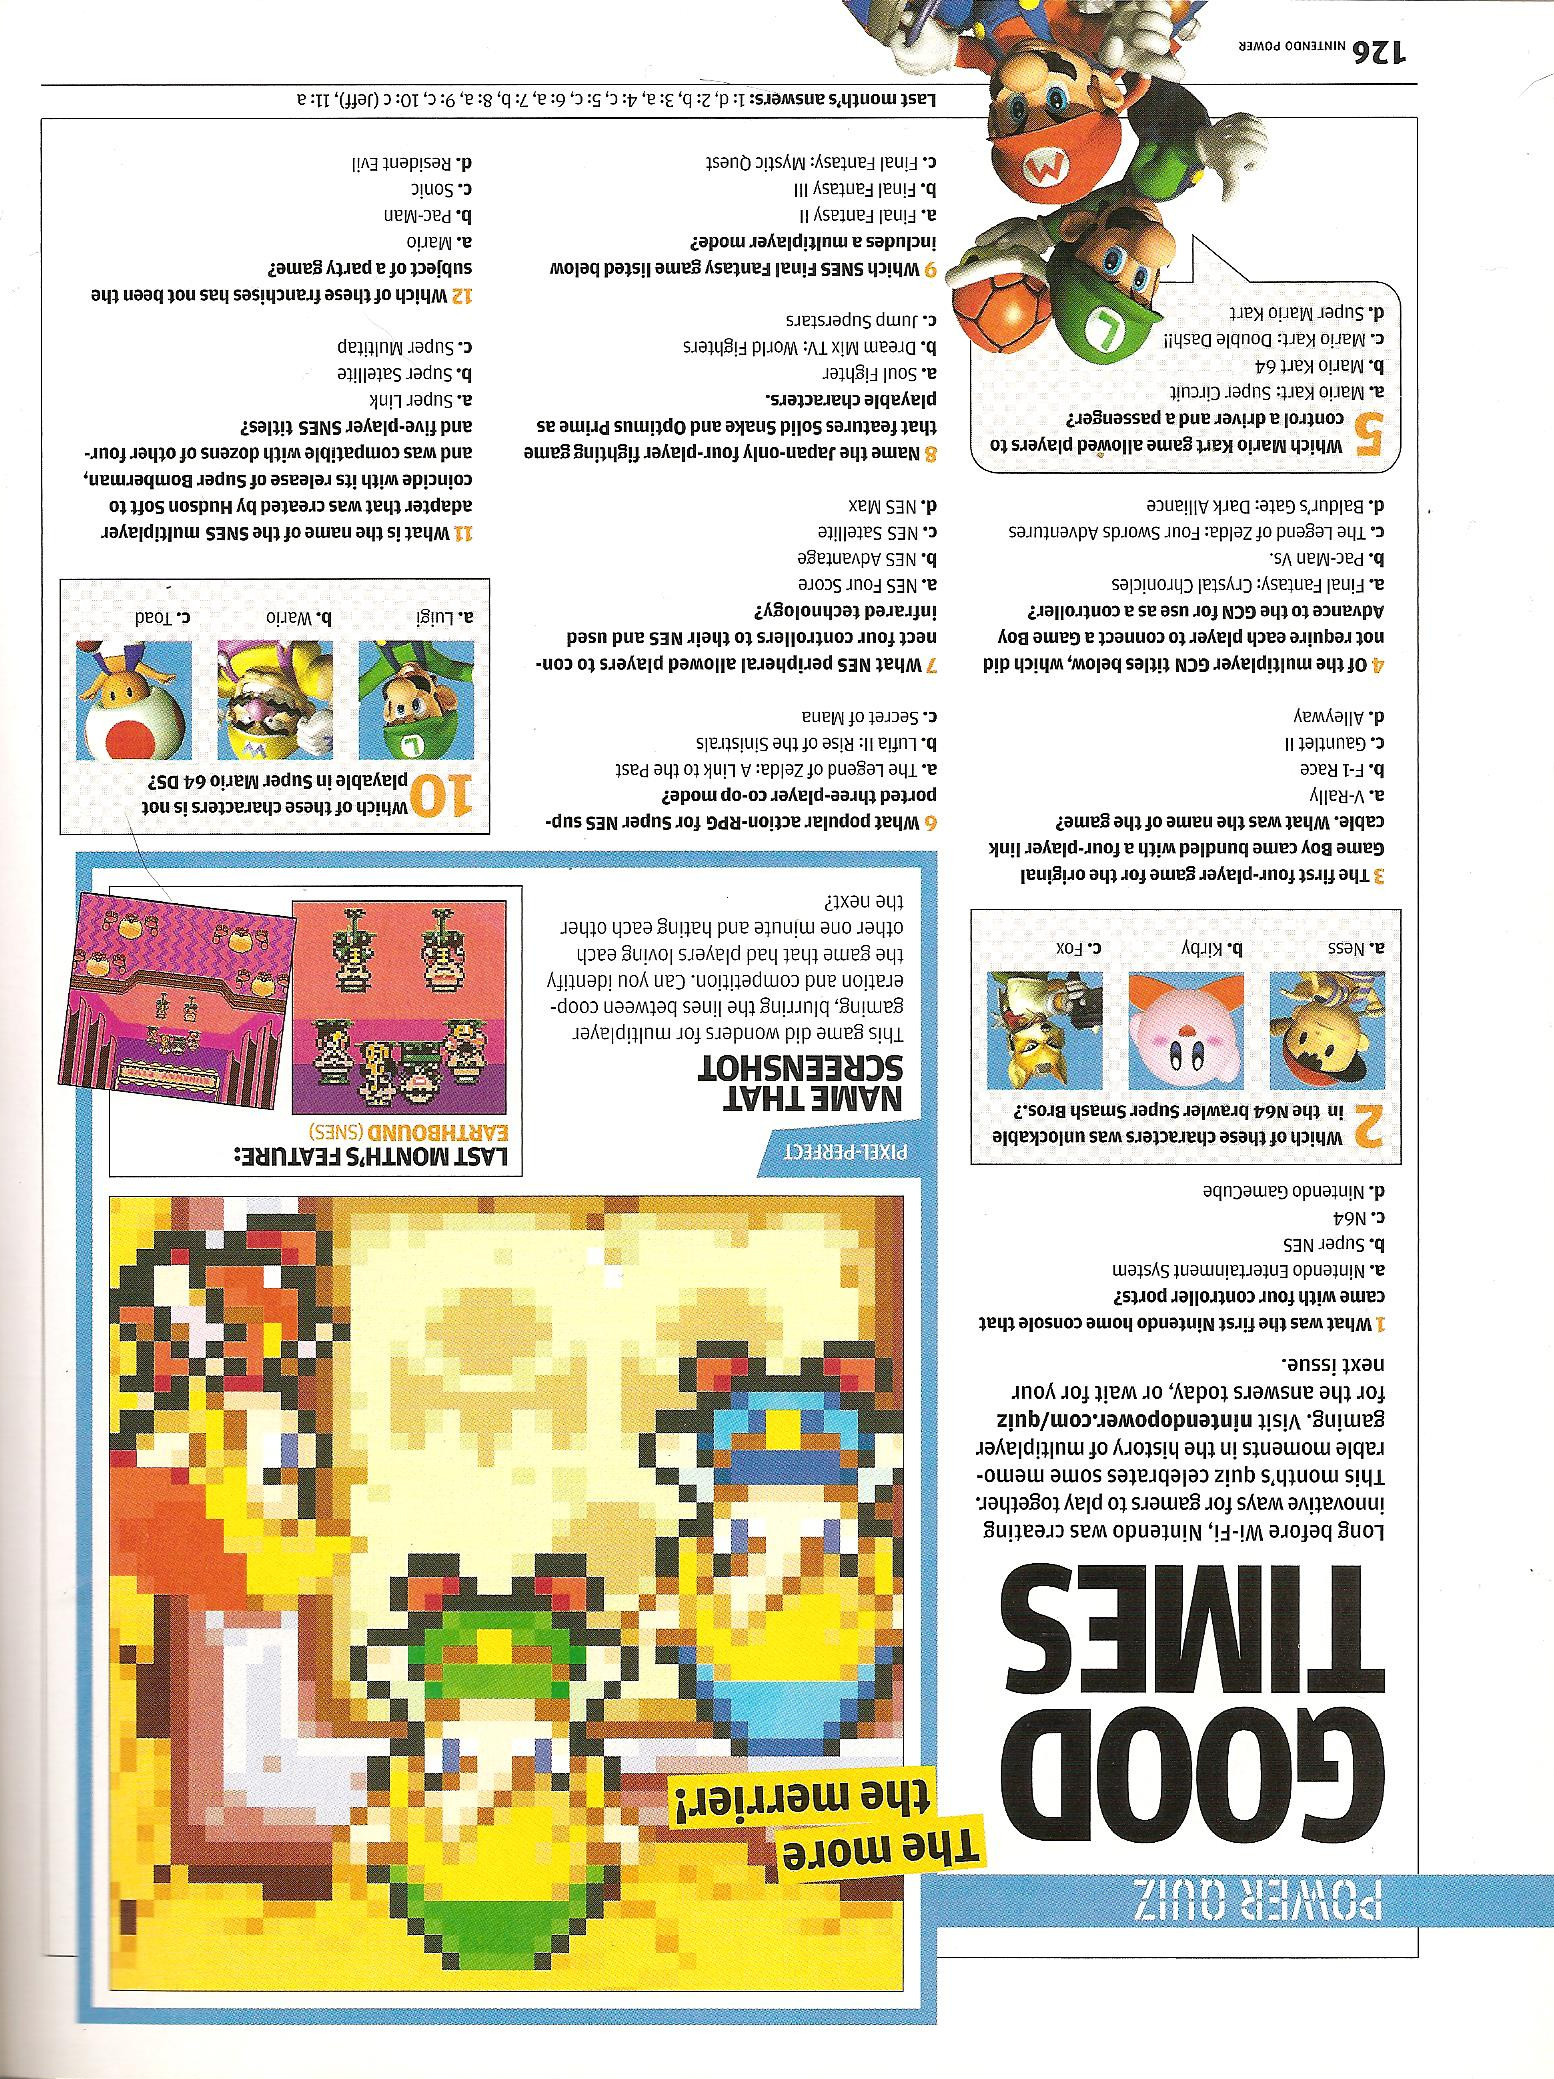 POWER QUIZ
GOOD
TIMES
The more
the merrier!
Long before Wi-Fi, Nintendo was creating
innovative ways for gamers to play together.
This month's quiz celebrates some memo-
rable moments in the history of multiplayer
gaming. Visit nintendopower.com/quiz
for the answers today, or wait for your
next issue.
1 What was the first Nintendo home console that
came with four controller ports?
a. Nintendo Entertainment System
b. Super NES
c. N64
d. Nintendo GameCube
2 Which of these characters was unlockable
in the N64 brawler Super Smash Bros.?
a. Ness b. Kirby c. Fox
3 The first four-player game for the original
Game Boy came bundled with a four-player link
cable. What was the name of the game?
a. V-Rally
b. F-1 Race
c. Gauntlet II
d. Alleyway
4 Of the multiplayer GCN titles below, which did
not require each player to connect a Game Boy
Advance to the GCN for use as a controller?
a. Final Fantasy: Crystal Chronicles
b. Pac-Man Vs.
c. The Legend of Zelda: Four Swords Adventures
d. Baldur's Gate: Dark Alliance
5 Which Mario Kart game allowed players to
control a driver and a passenger?
a. Mario Kart: Super Circuit
b. Mario Kart 64
c. Mario Kart: Double Dash!!
d. Super Mario Kart
L
M
PIXEL-PERFECT
NAME THAT
SCREENSHOT
This game did wonders for multiplayer
gaming, blurring the lines between coop-
eration and competition. Can you identify
the game that had players loving each
other one minute and hating each other
the next?
LAST MONTH'S FEATURE:
EARTHBOUND (SNES)
6 What popular action-RPG for Super NES sup-
ported three-player co-op mode?
a. The Legend of Zelda: A Link to the Past
b. Lufia II: Rise of the Sinistrals
c. Secret of Mana
7 What NES peripheral allowed players to con-
nect four controllers to their NES and used
infrared technology?
a. NES Four Score
b. NES Advantage
c. NES Satellite
d. NES Max
8 Name the Japan-only four-player fighting game
that features Solid Snake and Optimus Prime as
playable characters.
a. Soul Fighter
b. Dream Mix TV: World Fighters
c. Jump Superstars
9 Which SNES Final Fantasy game listed below
includes a multiplayer mode?
a. Final Fantasy II
b. Final Fantasy III
c. Final Fantasy: Mystic Quest
10 Which of these characters is not
playable in Super Mario 64 DS?
L
W
a. Luigi b. Wario c. Toad
11 What is the name of the SNES multiplayer
adapter that was created by Hudson Soft to
coincide with its release of Super Bomberman,
and was compatible with dozens of other four-
and five-player SNES titles?
a. Super Link
b. Super Satellite
c. Super Multitap
12 Which of these franchises has not been the
subject of a party game?
a. Mario
b. Pac-Man
c. Sonic
d. Resident Evil
Last month's answers: 1: d, 2: b, 3: a, 4: c, 5: c, 6: a, 7: b, 8: a, 9: c, 10: c (Jeff), 11: a
126 NINTENDO POWER